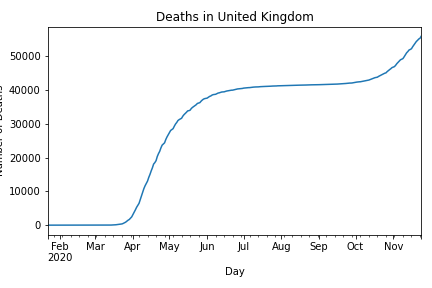 Deaths in United Kingdom
Number of Deaths
50000
40000
30000
20000
10000
0
Feb Mar Apr May Jun Jul Aug Sep Oct Nov
2020
Day